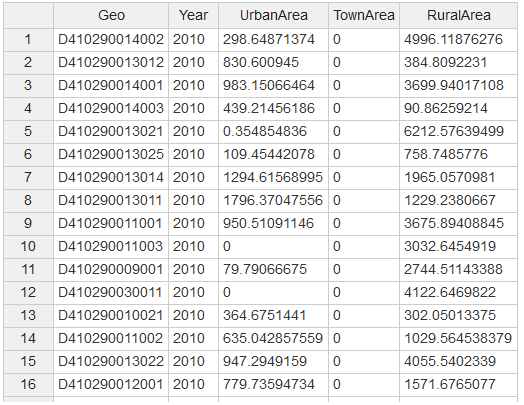 Geo Year UrbanArea TownArea RuralArea
1 D410290014002 2010 298.64871374 0 4996.11876276
2 D410290013012 2010 830.600945 0 384.8092231
3 D410290014001 2010 983.15066464 0 3699.94017108
4 D410290014003 2010 439.21456186 0 90.86259214
5 D410290013021 2010 0.354854836 0 6212.57639499
6 D410290013025 2010 109.45442078 0 758.7485776
7 D410290013014 2010 1294.61568995 0 1965.0570981
8 D410290013011 2010 1796.37047556 0 1229.2380667
9 D410290011001 2010 950.51091146 0 3675.89408845
10 D410290011003 2010 0 0 3032.6454919
11 D410290009001 2010 79.79066675 0 2744.51143388
12 D410290030011 2010 0 0 4122.6469822
13 D410290010021 2010 364.6751441 0 302.05013375
14 D410290011002 2010 635.042857559 0 1029.564538379
15 D410290013022 2010 947.2949159 0 4055.5402339
16 D410290012001 2010 779.73594734 0 1571.6765077